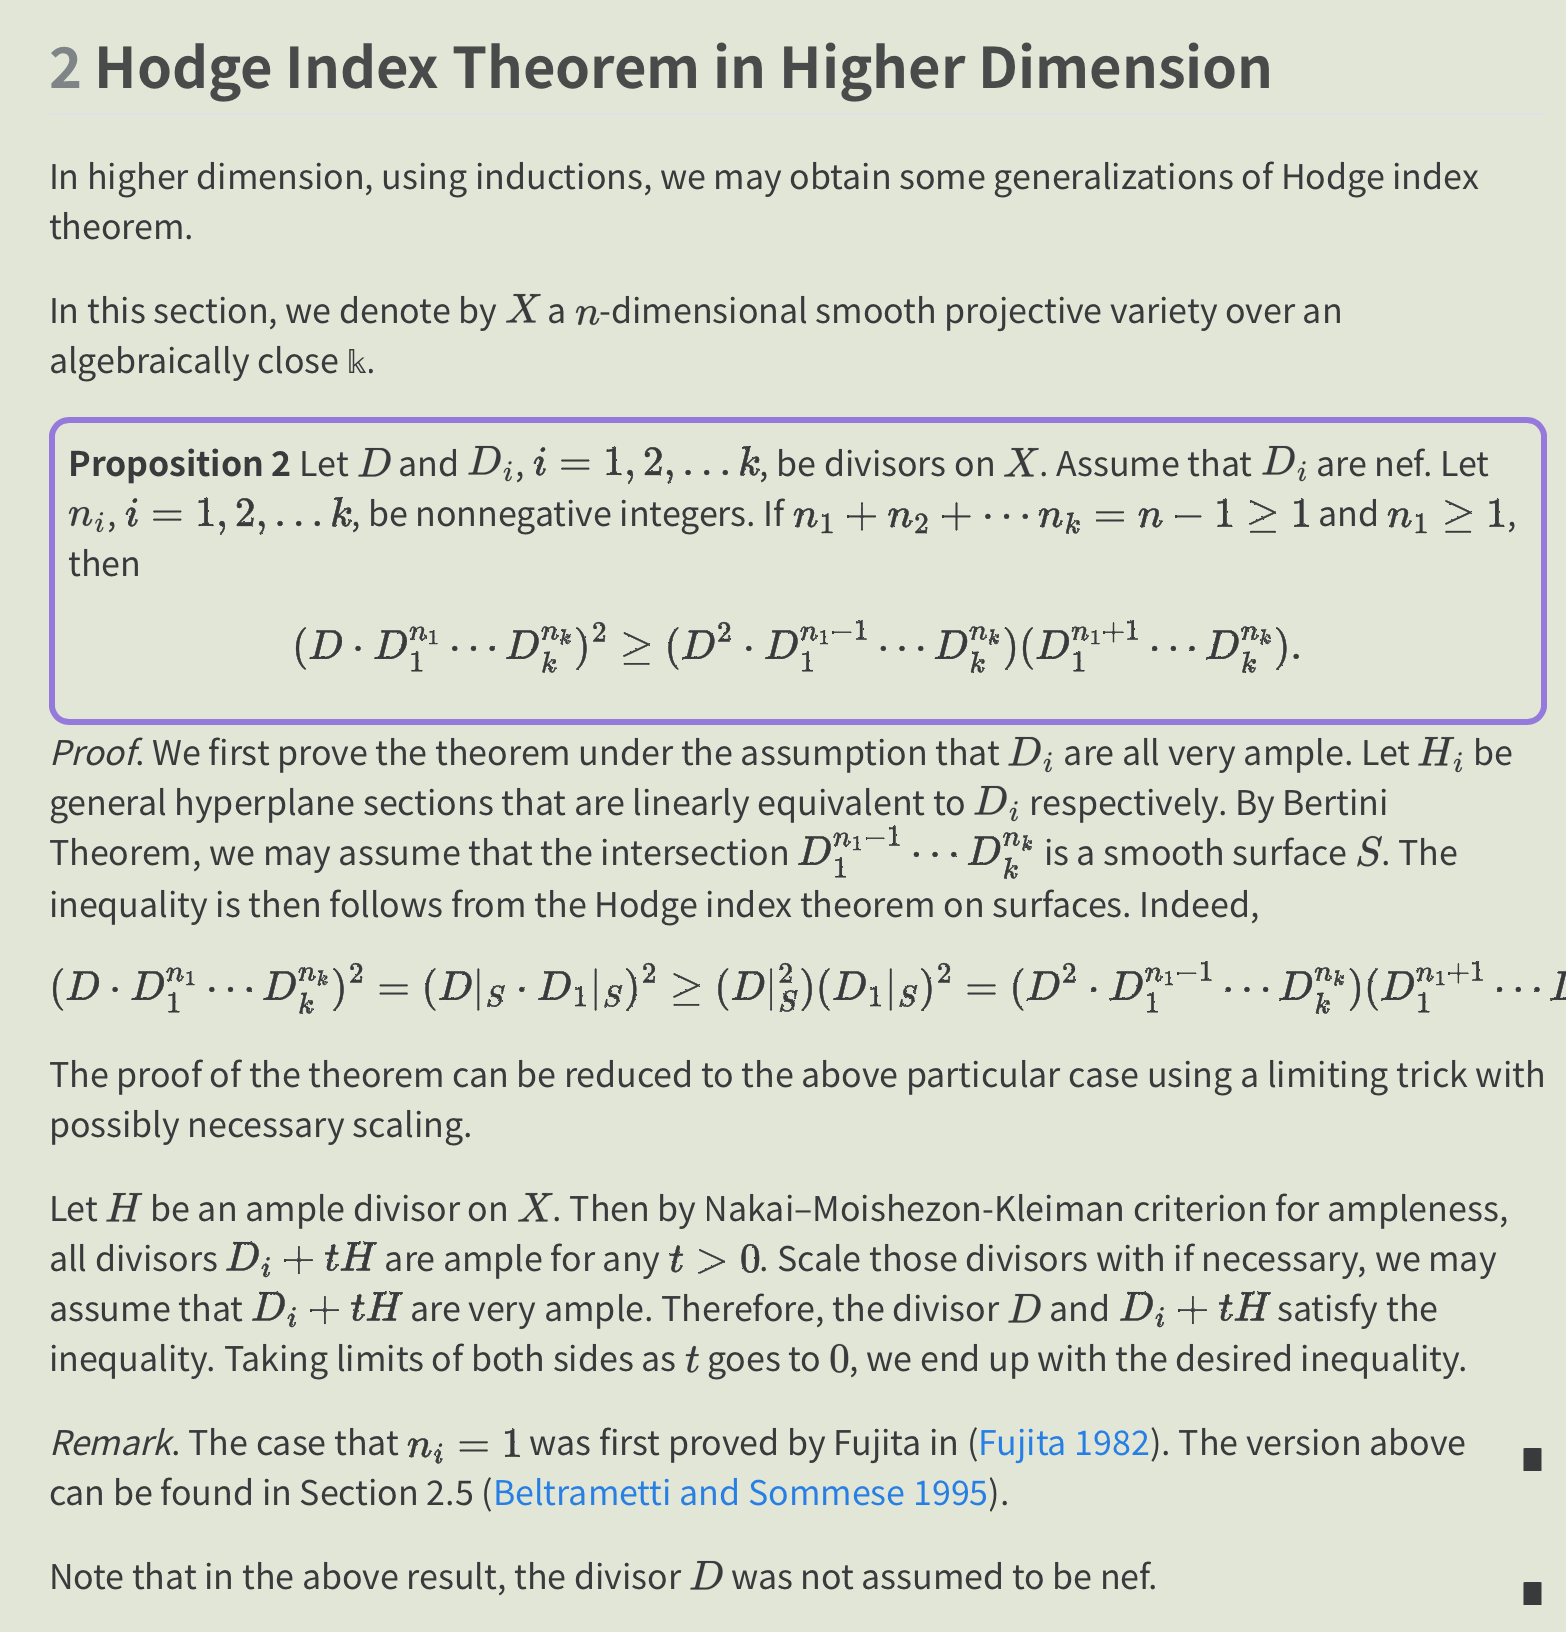 2 Hodge Index Theorem in Higher Dimension
In higher dimension, using inductions, we may obtain some generalizations of Hodge index
theorem.
In this section, we denote by $X$ a $n$-dimensional smooth projective variety over an
algebraically close $\Bbbk$.
Proposition 2 Let $D$ and $D_i, i = 1, 2, \ldots k$, be divisors on $X$. Assume that $D_i$ are nef. Let
$n_i, i = 1, 2, \ldots k$, be nonnegative integers. If $n_1 + n_2 + \cdots n_k = n - 1 \geq 1$ and $n_1 \geq 1$,
then
$(D \cdot D_1^{n_1} \cdots D_k^{n_k})^2 \geq (D^2 \cdot D_1^{n_1-1} \cdots D_k^{n_k})(D_1^{n_1+1} \cdots D_k^{n_k}).$
Proof. We first prove the theorem under the assumption that $D_i$ are all very ample. Let $H_i$ be
general hyperplane sections that are linearly equivalent to $D_i$ respectively. By Bertini
Theorem, we may assume that the intersection $D_1^{n_1-1} \cdots D_k^{n_k}$ is a smooth surface $S$. The
inequality is then follows from the Hodge index theorem on surfaces. Indeed,
$(D \cdot D_1^{n_1} \cdots D_k^{n_k})^2 = (D|_S \cdot D_1|_S)^2 \geq (D|_S^2)(D_1|_S)^2 = (D^2 \cdot D_1^{n_1-1} \cdots D_k^{n_k})(D_1^{n_1+1} \cdots$
The proof of the theorem can be reduced to the above particular case using a limiting trick with
possibly necessary scaling.
Let $H$ be an ample divisor on $X$. Then by Nakai–Moishezon-Kleiman criterion for ampleness,
all divisors $D_i + tH$ are ample for any $t > 0$. Scale those divisors with if necessary, we may
assume that $D_i + tH$ are very ample. Therefore, the divisor $D$ and $D_i + tH$ satisfy the
inequality. Taking limits of both sides as $t$ goes to $0$, we end up with the desired inequality.
Remark. The case that $n_i = 1$ was first proved by Fujita in (Fujita 1982). The version above
can be found in Section 2.5 (Beltrametti and Sommese 1995). ∎
Note that in the above result, the divisor $D$ was not assumed to be nef. ∎